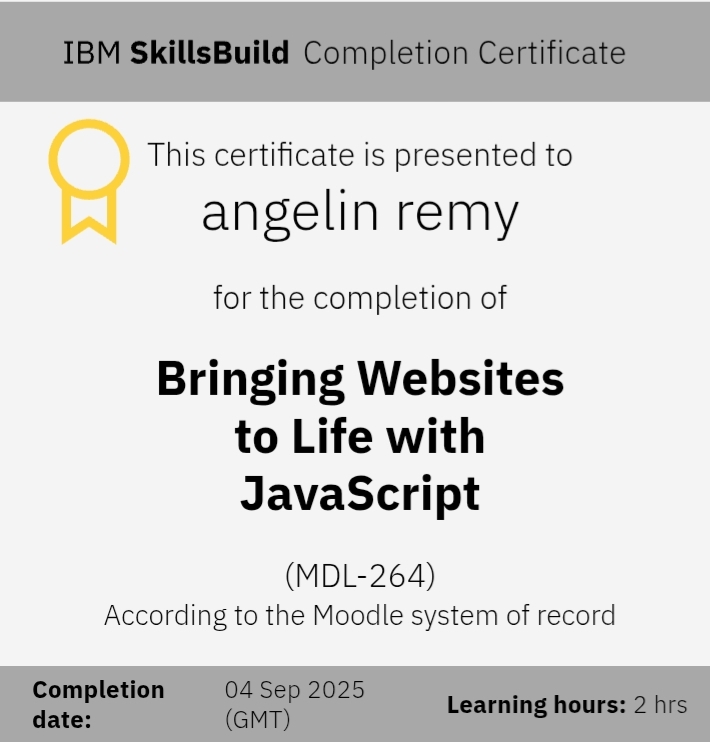 IBM SkillsBuild Completion Certificate
This certificate is presented to
angelin remy
for the completion of
Bringing Websites
to Life with
JavaScript
(MDL-264)
According to the Moodle system of record
Completion date: 04 Sep 2025 (GMT)
Learning hours: 2 hrs